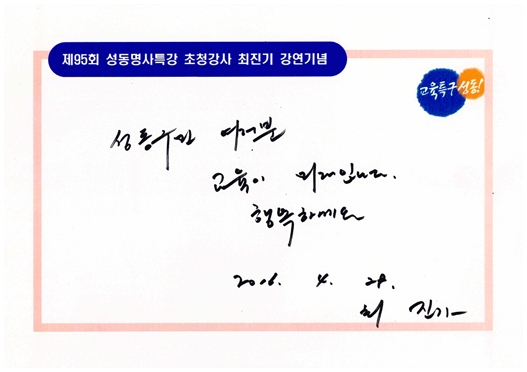 제95회 성동명사특강 초청강사 최진기 강연기념
교육특구 성동!
성동구민 여러분
교육이 미래입니다.
행복하세요
2016. 4. 28.
최 진기